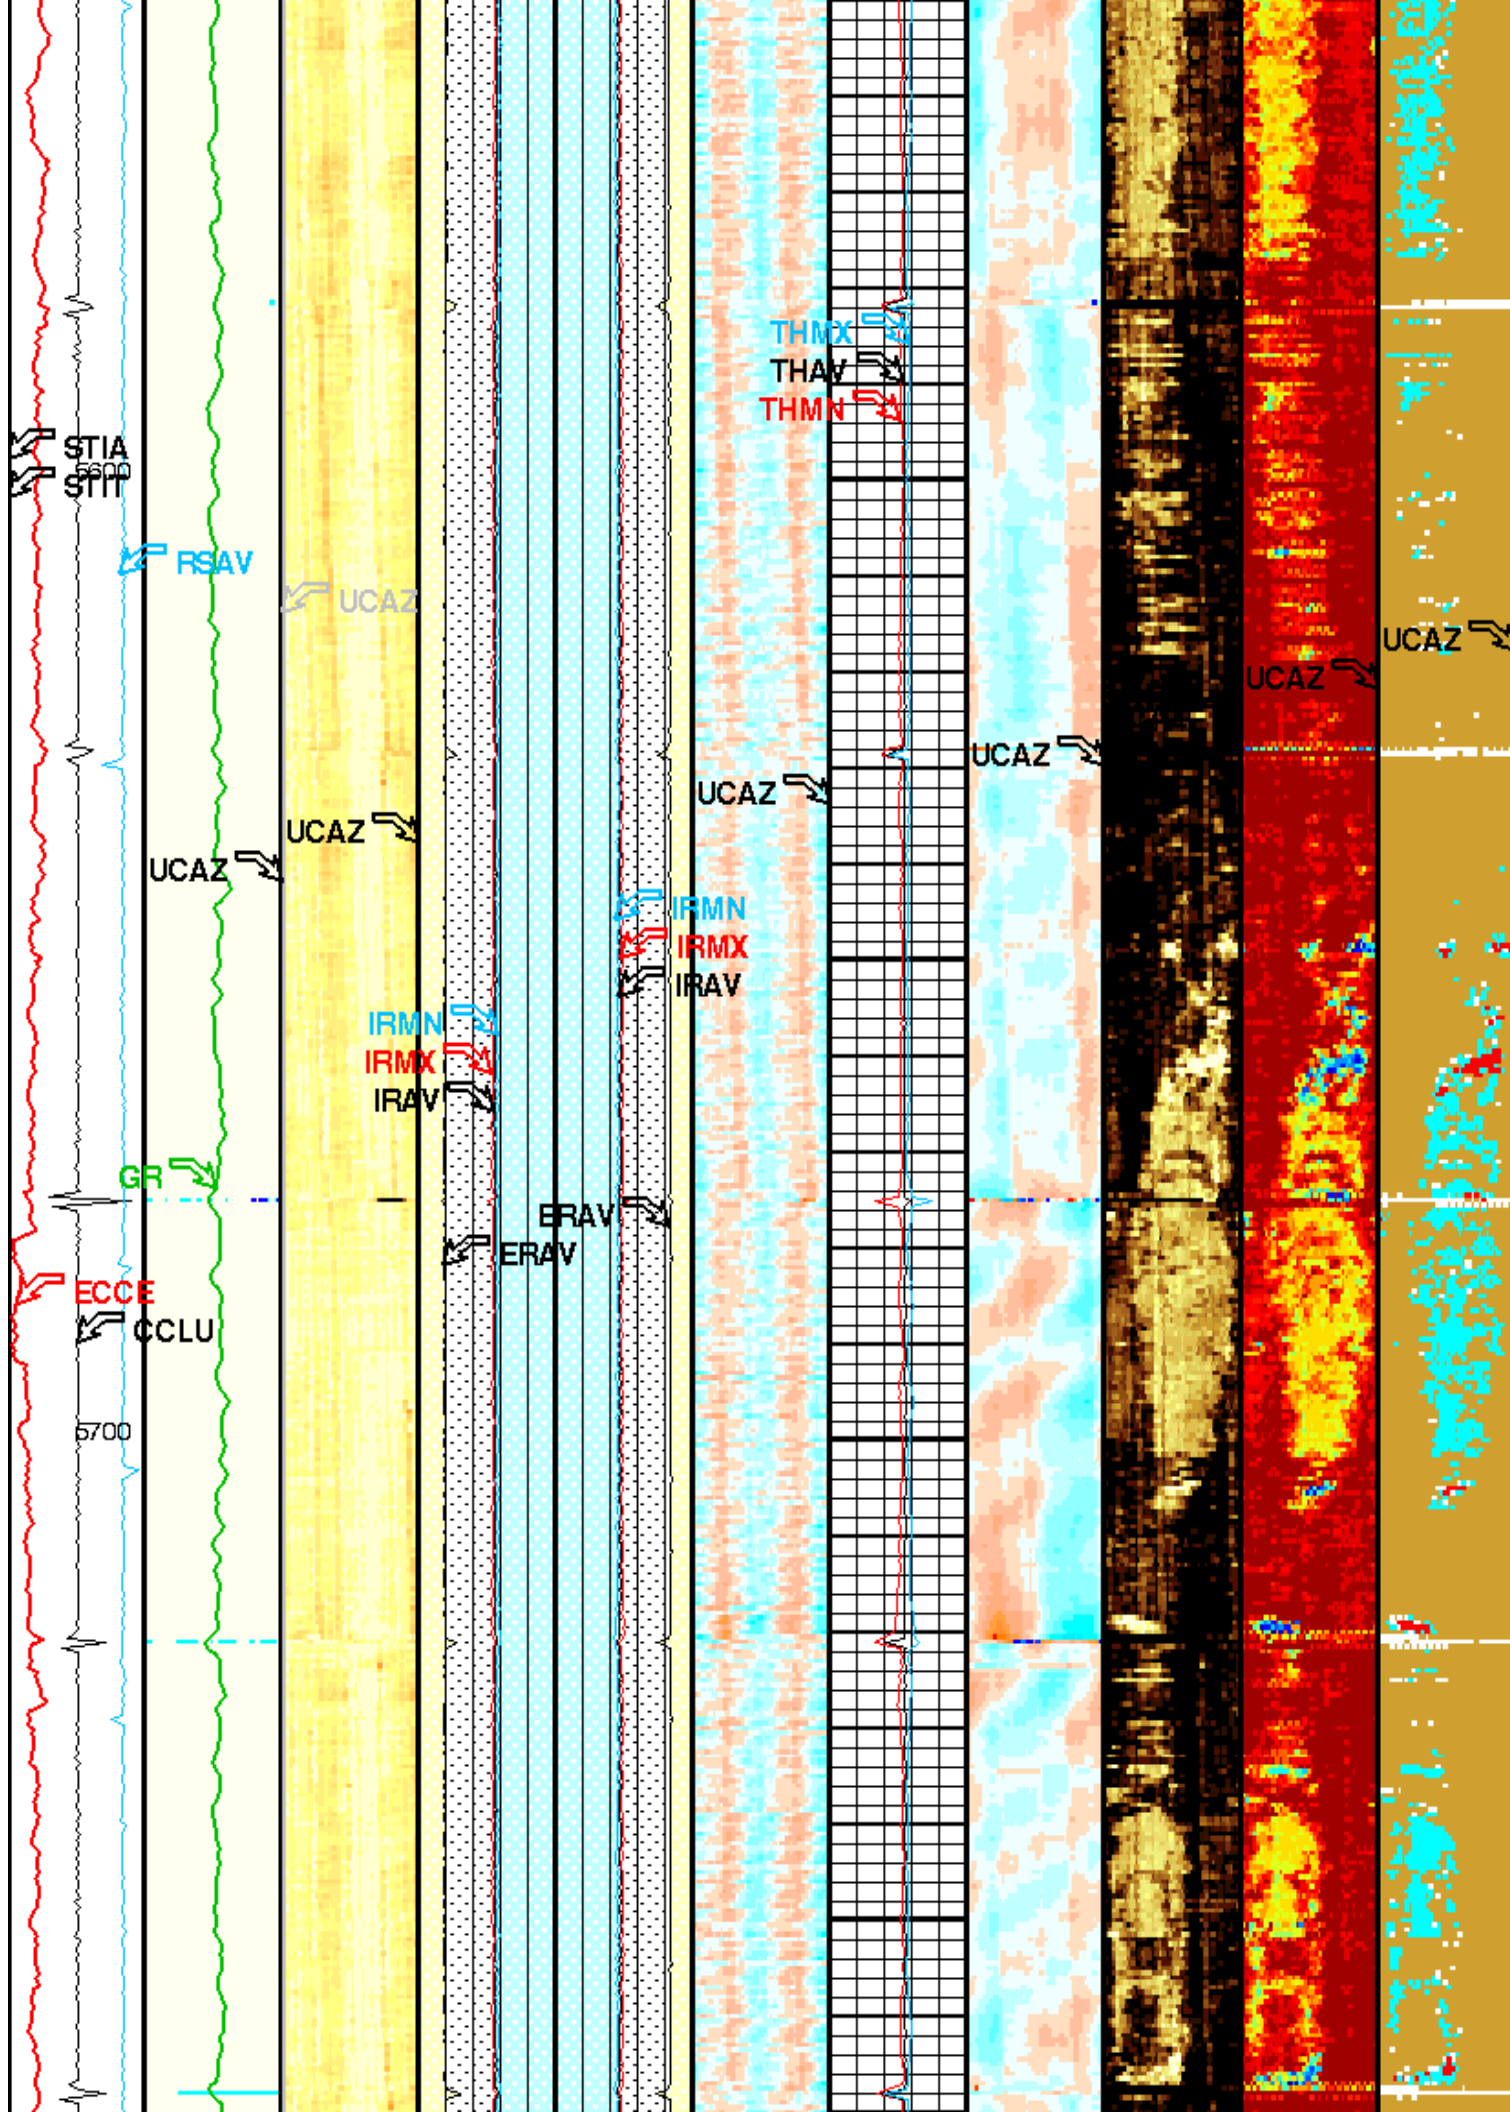 THMX
THAV
THMN
STIA
5600
STIT
RSAV
UCAZ
UCAZ
UCAZ
UCAZ
UCAZ
UCAZ
UCAZ
IRMN
IRMX
IRAV
IRMN
IRMX
IRAV
GR
ERAV
ERAV
ECCE
CCLU
5700